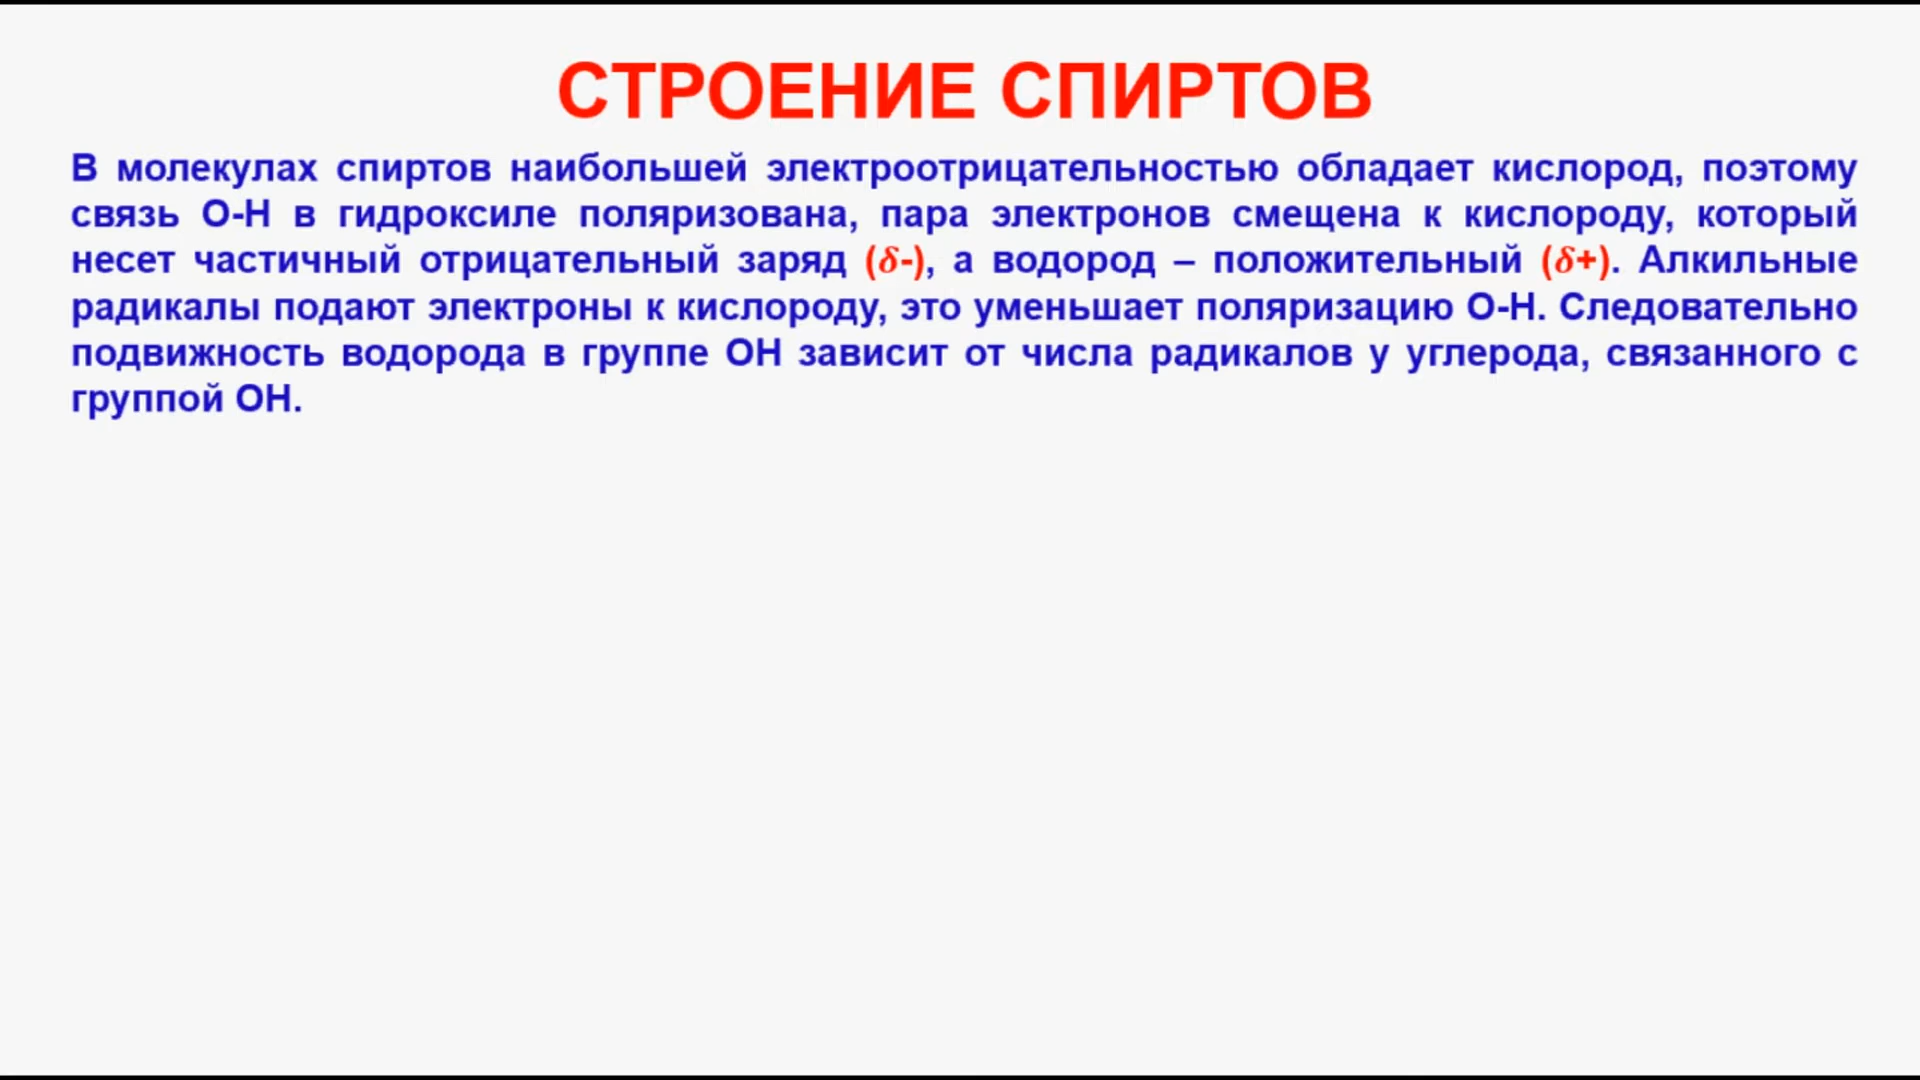 СТРОЕНИЕ СПИРТОВ
В молекулах спиртов наибольшей электроотрицательностью обладает кислород, поэтому
связь О-Н в гидроксиле поляризована, пара электронов смещена к кислороду, который
несет частичный отрицательный заряд (δ-), а водород – положительный (δ+). Алкильные
радикалы подают электроны к кислороду, это уменьшает поляризацию О-Н. Следовательно
подвижность водорода в группе ОН зависит от числа радикалов у углерода, связанного с
группой ОН.